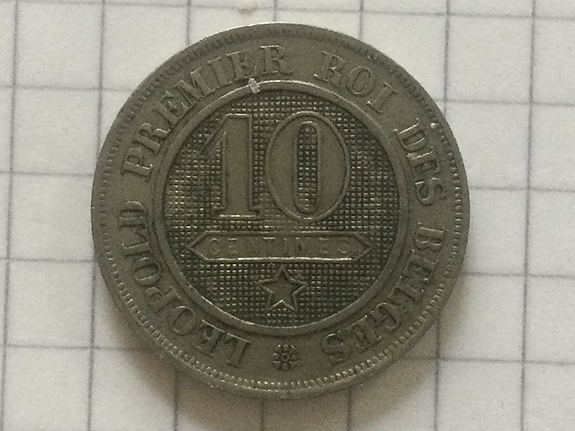 LEOPOLD PREMIER ROI DES BELGES
10
CENTIMES